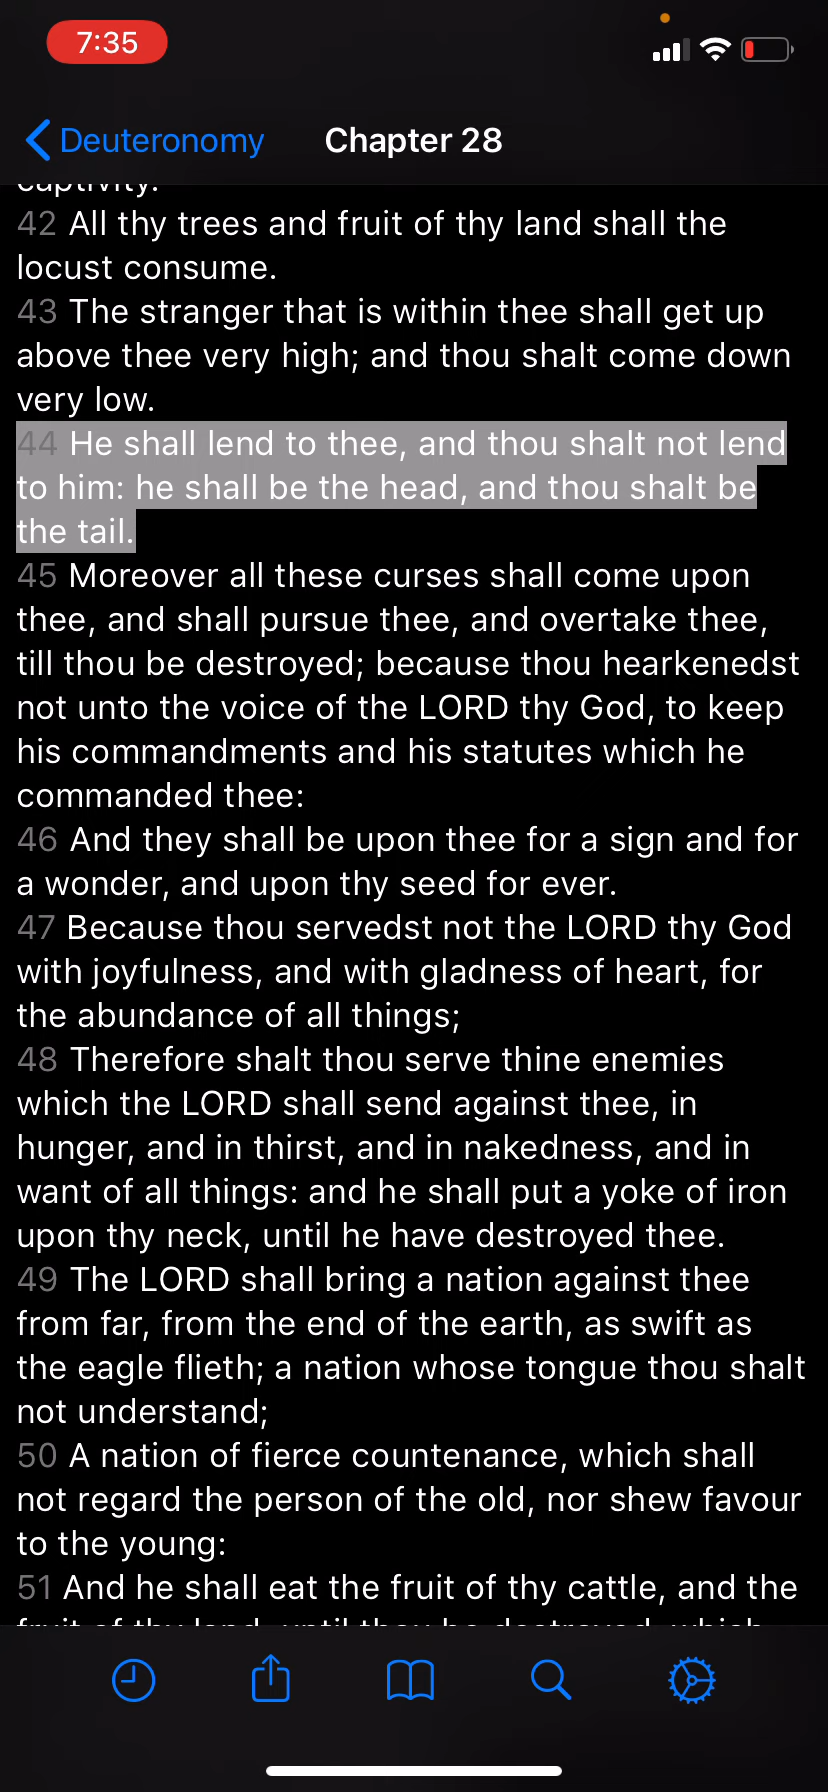 7:35
Deuteronomy Chapter 28
captivity.
42 All thy trees and fruit of thy land shall the
locust consume.
43 The stranger that is within thee shall get up
above thee very high; and thou shalt come down
very low.
44 He shall lend to thee, and thou shalt not lend
to him: he shall be the head, and thou shalt be
the tail.
45 Moreover all these curses shall come upon
thee, and shall pursue thee, and overtake thee,
till thou be destroyed; because thou hearkenedst
not unto the voice of the LORD thy God, to keep
his commandments and his statutes which he
commanded thee:
46 And they shall be upon thee for a sign and for
a wonder, and upon thy seed for ever.
47 Because thou servedst not the LORD thy God
with joyfulness, and with gladness of heart, for
the abundance of all things;
48 Therefore shalt thou serve thine enemies
which the LORD shall send against thee, in
hunger, and in thirst, and in nakedness, and in
want of all things: and he shall put a yoke of iron
upon thy neck, until he have destroyed thee.
49 The LORD shall bring a nation against thee
from far, from the end of the earth, as swift as
the eagle flieth; a nation whose tongue thou shalt
not understand;
50 A nation of fierce countenance, which shall
not regard the person of the old, nor shew favour
to the young:
51 And he shall eat the fruit of thy cattle, and the
fruit of thy land, until thou be destroyed, which